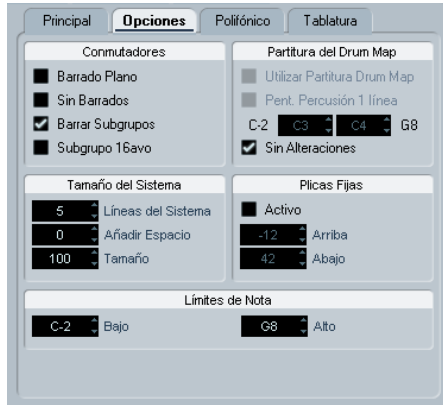 Principal Opciones Polifónico Tablatura
Conmutadores
Barrado Plano
Sin Barrados
Barrar Subgrupos
Subgrupo 16avo
Partitura del Drum Map
Utilizar Partitura Drum Map
Pent. Percusión 1 línea
C-2 C3 C4 G8
Sin Alteraciones
Tamaño del Sistema
5 Líneas del Sistema
0 Añadir Espacio
100 Tamaño
Plicas Fijas
Activo
-12 Arriba
42 Abajo
Límites de Nota
C-2 Bajo G8 Alto